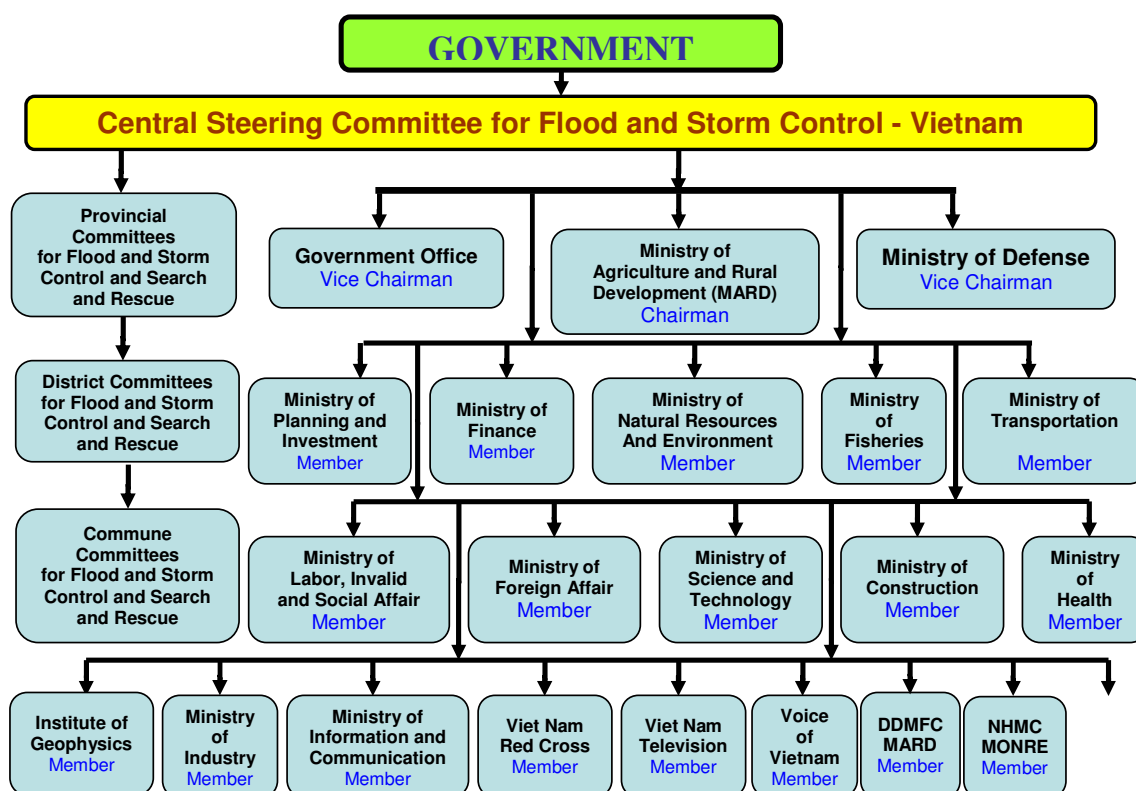 GOVERNMENT
Central Steering Committee for Flood and Storm Control - Vietnam
Provincial
Committees
for Flood and Storm
Control and Search
and Rescue
Government Office
Vice Chairman
Ministry of
Agriculture and Rural
Development (MARD)
Chairman
Ministry of Defense
Vice Chairman
District Committees
for Flood and Storm
Control and Search
and Rescue
Ministry of
Planning and
Investment
Member
Ministry of
Finance
Member
Ministry of
Natural Resources
And Environment
Member
Ministry
of
Fisheries
Member
Ministry of
Transportation
Member
Commune
Committees
for Flood and Storm
Control and Search
and Rescue
Ministry of
Labor, Invalid
and Social Affair
Member
Ministry of
Foreign Affair
Member
Ministry of
Science and
Technology
Member
Ministry of
Construction
Member
Ministry
of
Health
Member
Institute of
Geophysics
Member
Ministry
of
Industry
Member
Ministry of
Information and
Communication
Member
Viet Nam
Red Cross
Member
Viet Nam
Television
Member
Voice
of
Vietnam
Member
DDMFC
MARD
Member
NHMC
MONRE
Member